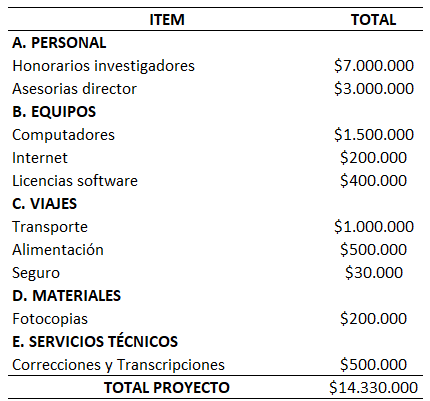 ITEM TOTAL
A. PERSONAL
Honorarios investigadores $7.000.000
Asesorias director $3.000.000
B. EQUIPOS
Computadores $1.500.000
Internet $200.000
Licencias software $400.000
C. VIAJES
Transporte $1.000.000
Alimentación $500.000
Seguro $30.000
D. MATERIALES
Fotocopias $200.000
E. SERVICIOS TÉCNICOS
Correcciones y Transcripciones $500.000
TOTAL PROYECTO $14.330.000